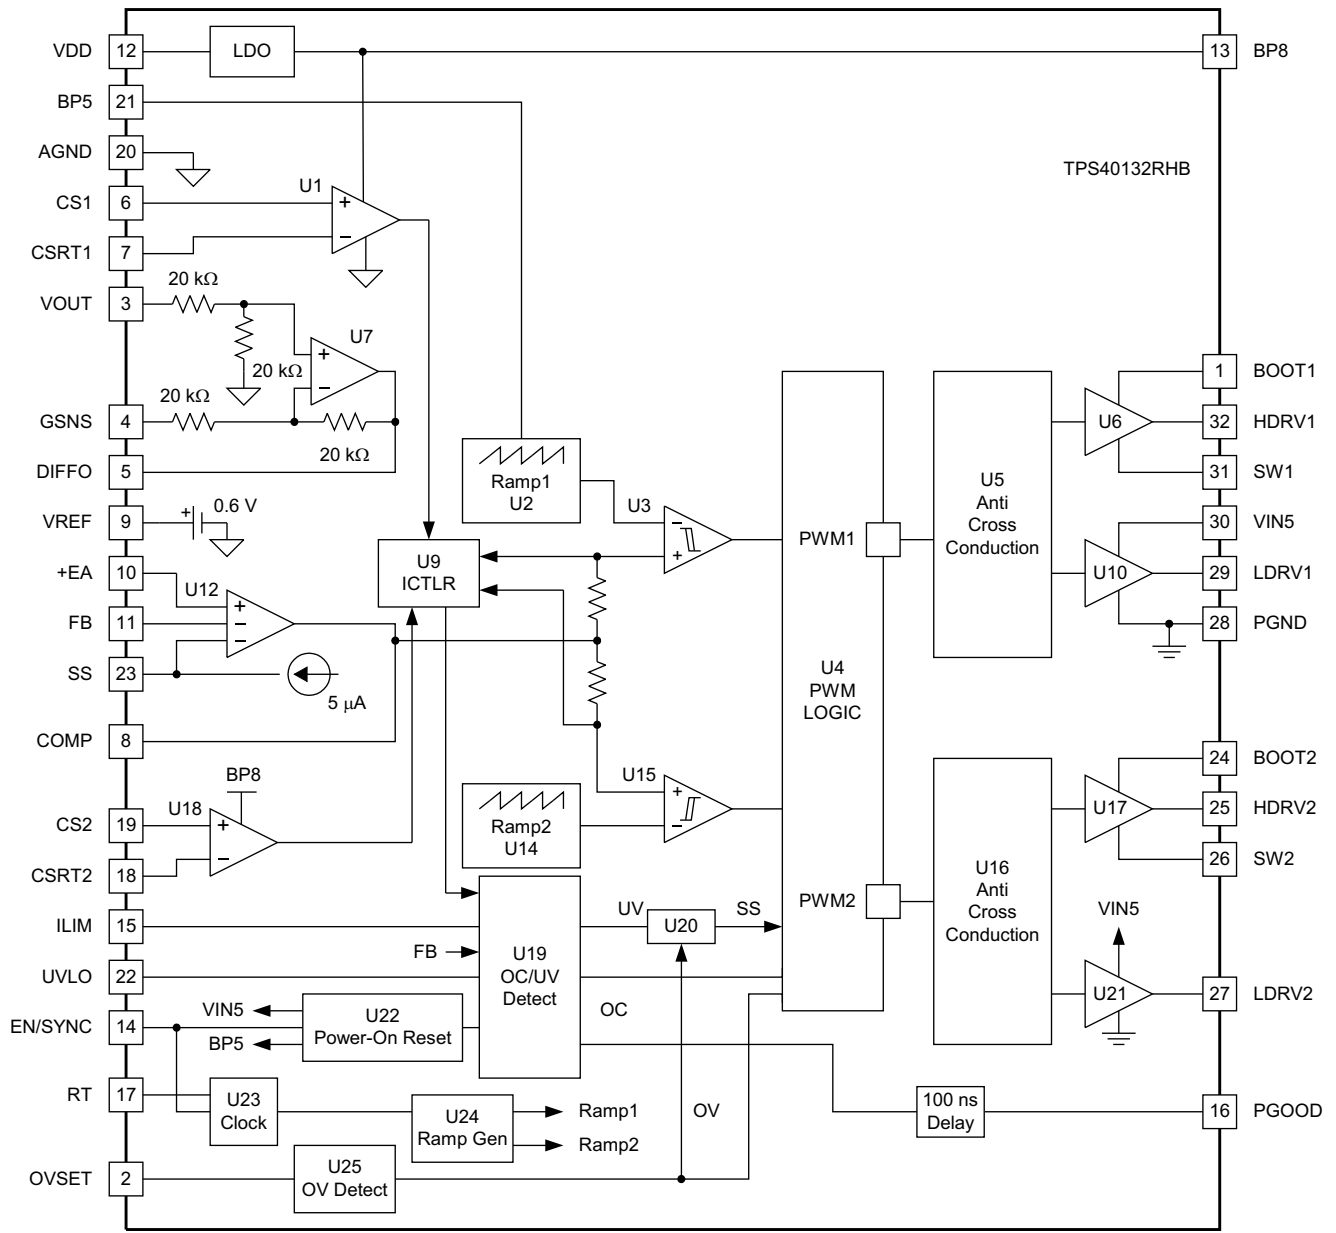 VDD 12 LDO 13 BP8
BP5 21
AGND 20
TPS40132RHB
CS1 6 U1 + −
CSRT1 7
20 kΩ
VOUT 3
U7 + −
20 kΩ
20 kΩ
GSNS 4
20 kΩ
DIFFO 5
VREF 9 + 0.6 V
+EA 10 U12
FB 11 + − −
SS 23
5 µA
COMP 8
BP8
U18
CS2 19 + −
CSRT2 18
ILIM 15
UVLO 22
EN/SYNC 14
RT 17
OVSET 2
Ramp1
U2
U3 − +
U9
ICTLR
U15 + −
Ramp2
U14
U19
OC/UV
Detect
FB
UV
U20
SS
OC
VIN5
BP5
U22
Power-On Reset
U23
Clock
U24
Ramp Gen
Ramp1
Ramp2
OV
U25
OV Detect
PWM1
U4
PWM
LOGIC
PWM2
U5
Anti
Cross
Conduction
U6
1 BOOT1
32 HDRV1
31 SW1
U10
30 VIN5
29 LDRV1
28 PGND
U16
Anti
Cross
Conduction
U17
24 BOOT2
25 HDRV2
26 SW2
VIN5
U21
27 LDRV2
100 ns
Delay
16 PGOOD